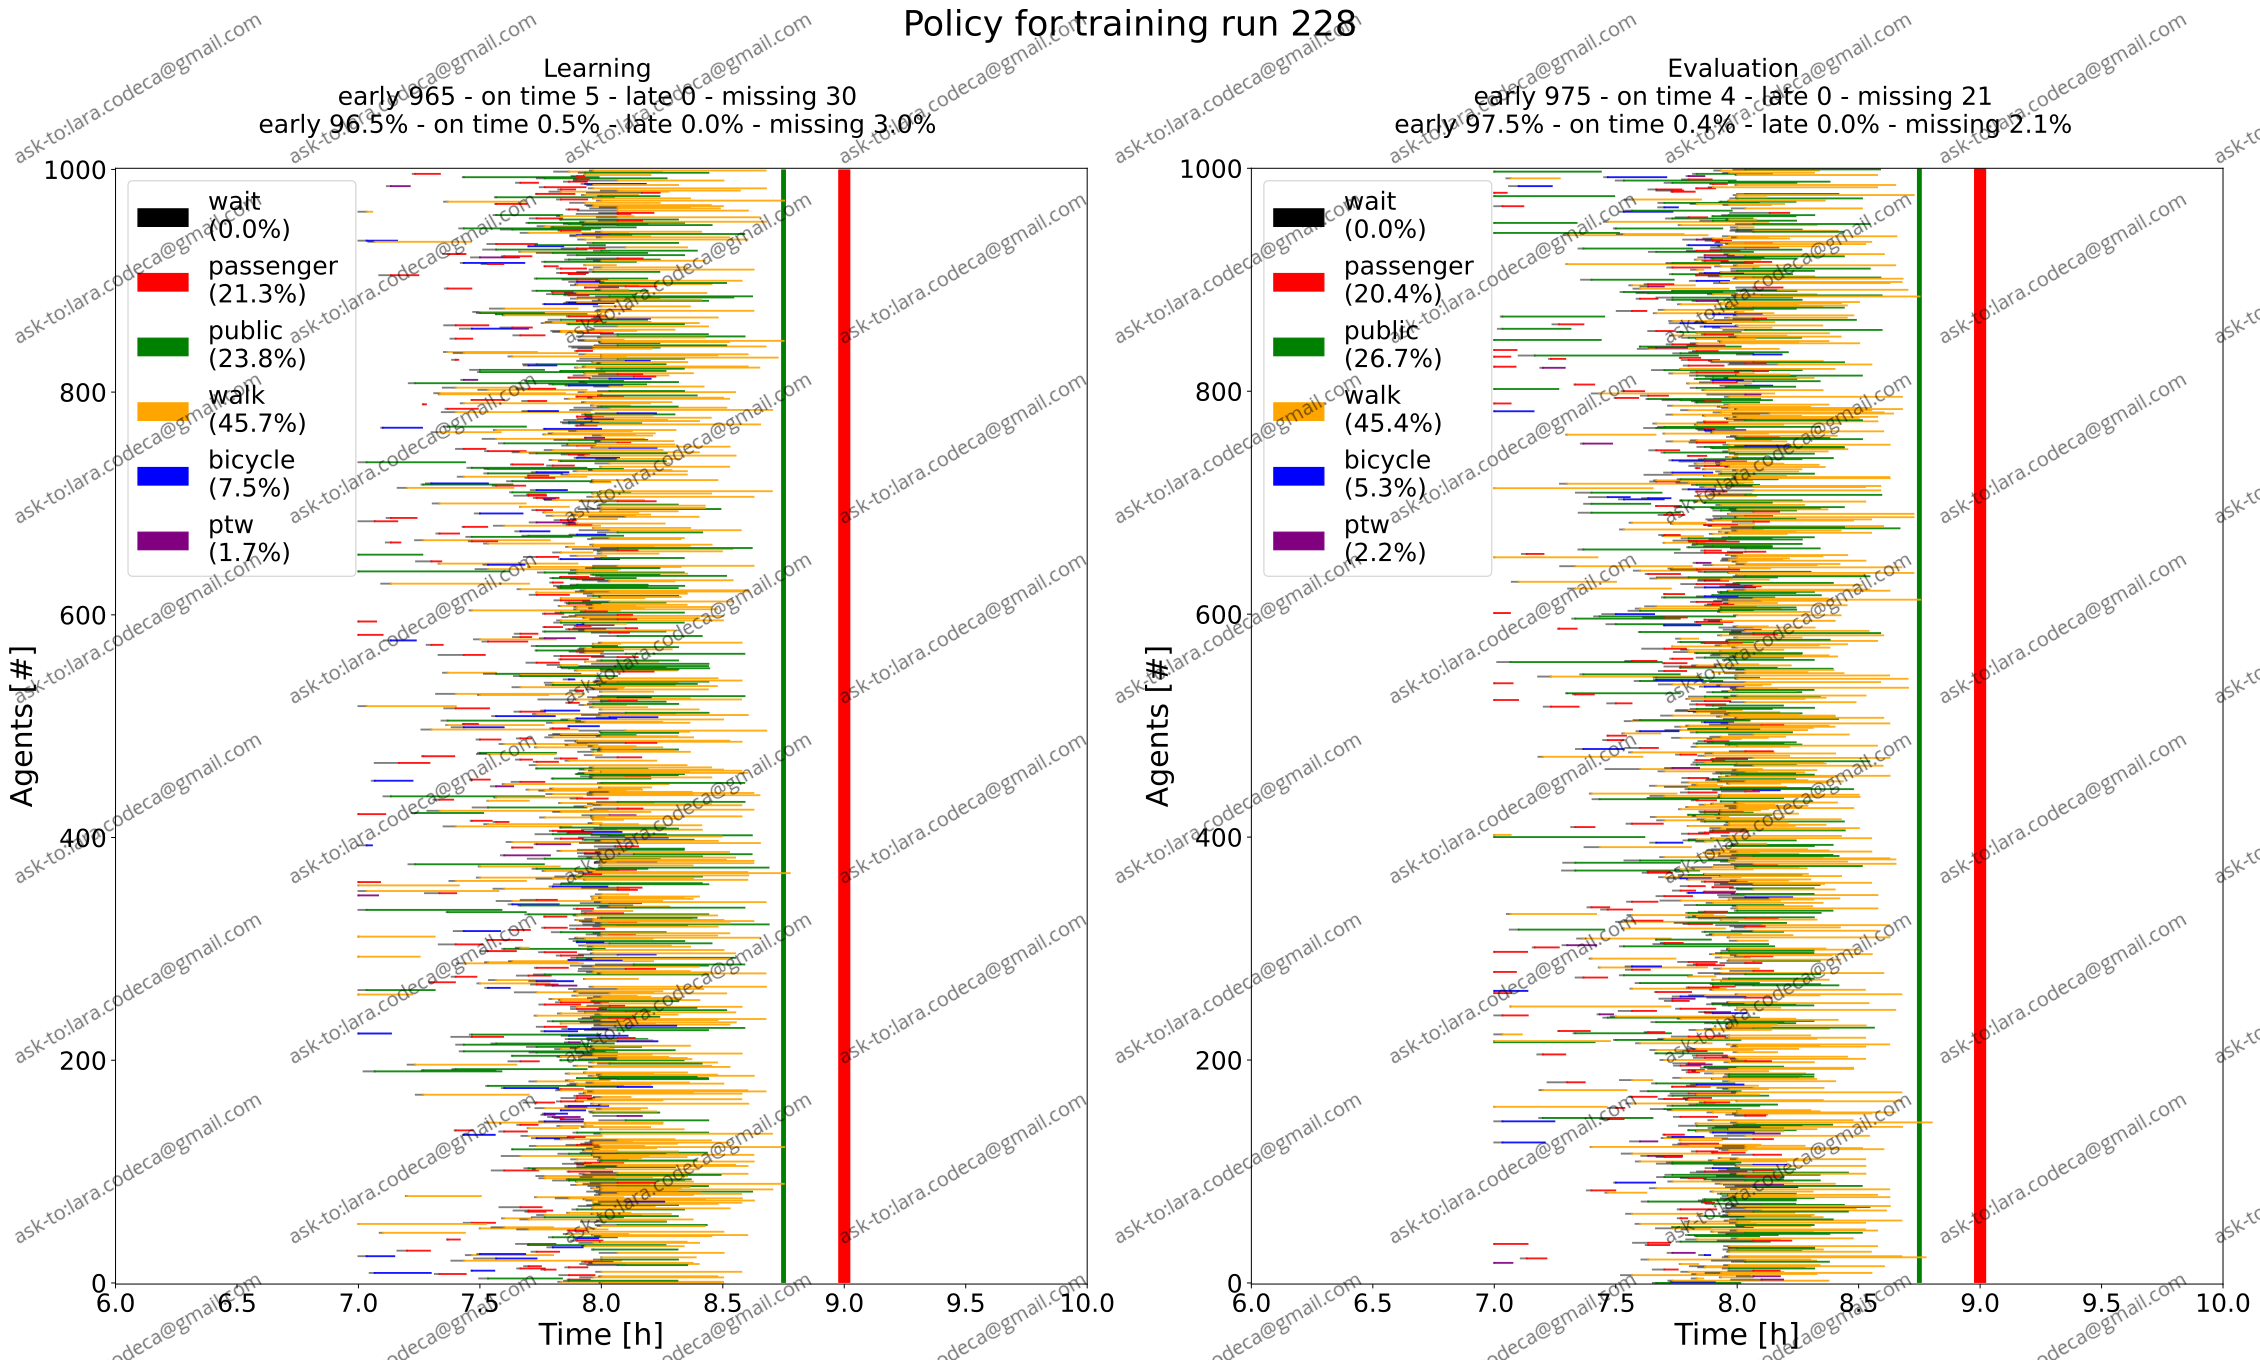 Policy for training run 228
Learning
early 965 - on time 5 - late 0 - missing 30
early 96.5% - on time 0.5% - late 0.0% - missing 3.0%
wait
(0.0%)
passenger
(21.3%)
public
(23.8%)
walk
(45.7%)
bicycle
(7.5%)
ptw
(1.7%)
1000
800
600
400
200
0
Agents [#]
6.0 6.5 7.0 7.5 8.0 8.5 9.0 9.5 10.0
Time [h]
Evaluation
early 975 - on time 4 - late 0 - missing 21
early 97.5% - on time 0.4% - late 0.0% - missing 2.1%
wait
(0.0%)
passenger
(20.4%)
public
(26.7%)
walk
(45.4%)
bicycle
(5.3%)
ptw
(2.2%)
1000
800
600
400
200
0
Agents [#]
6.0 6.5 7.0 7.5 8.0 8.5 9.0 9.5 10.0
Time [h]
ask-to:lara.codeca@gmail.com